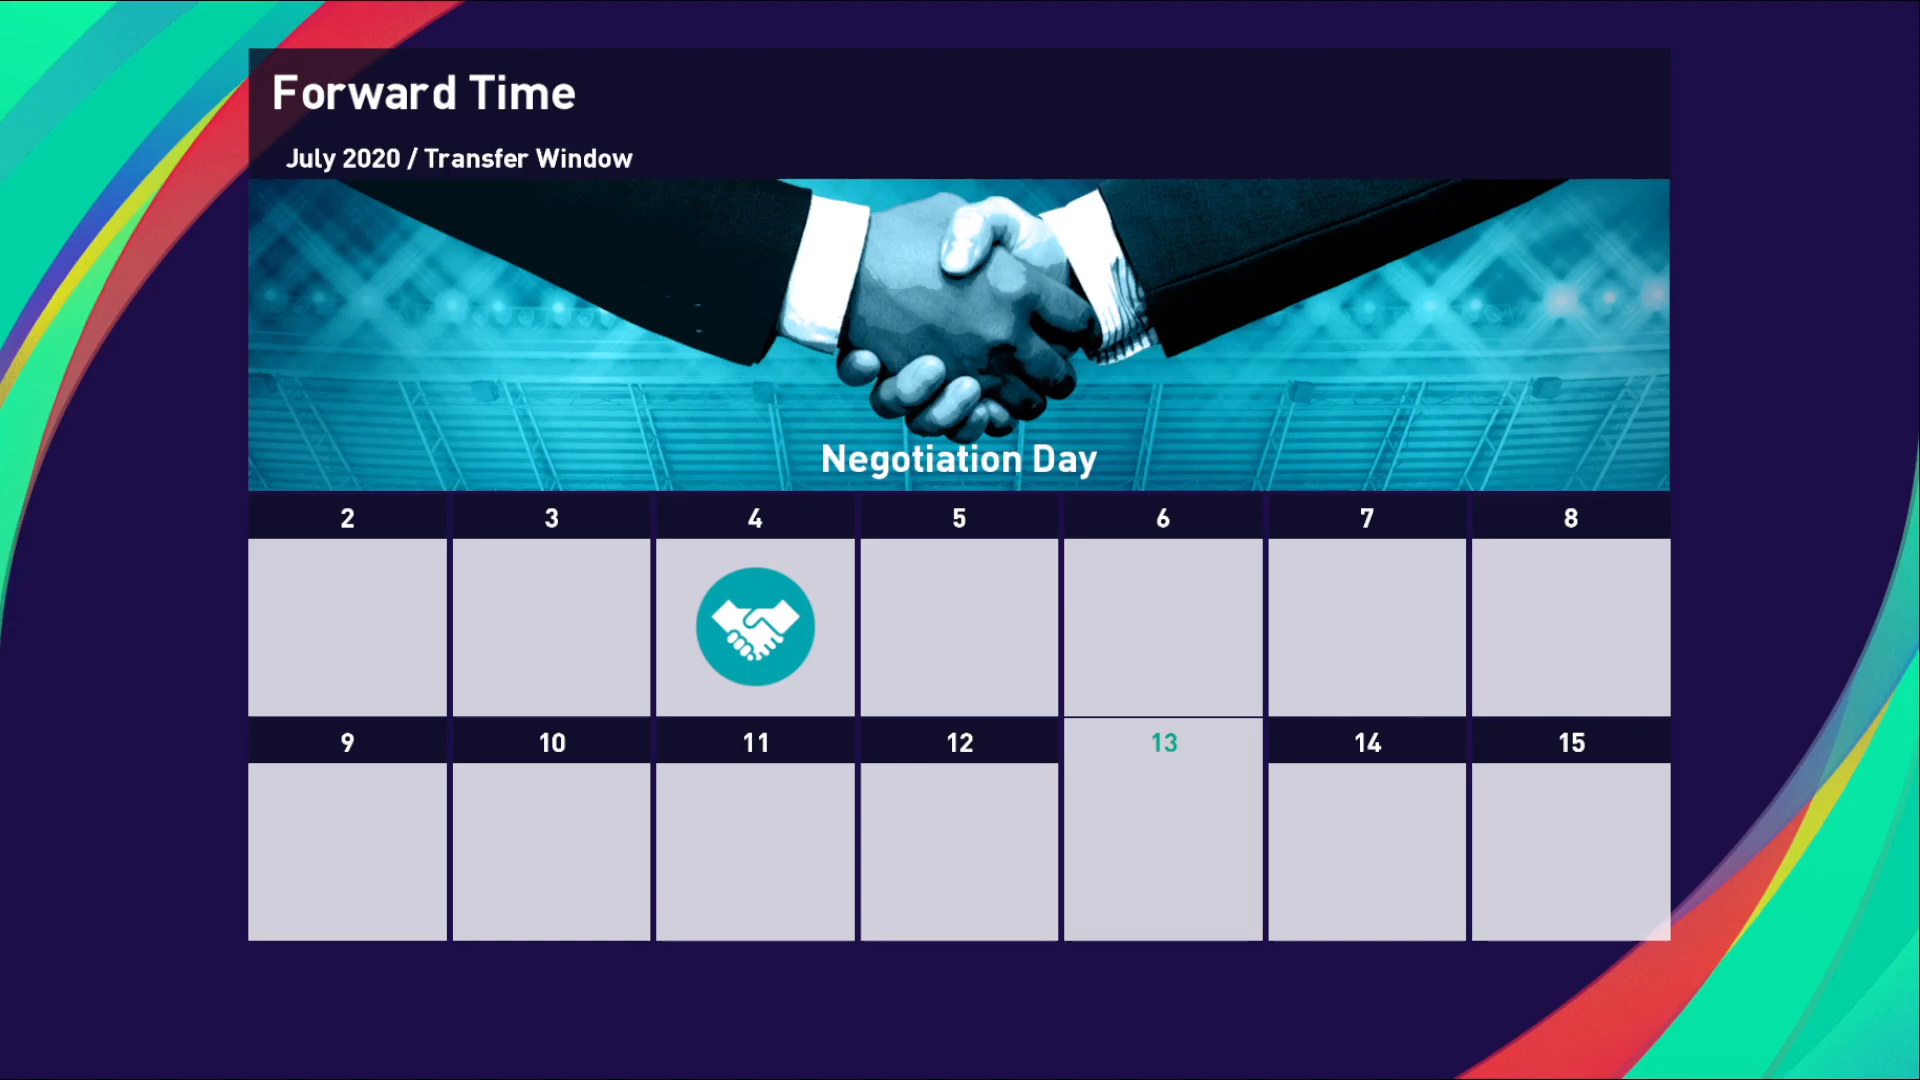 Forward Time
July 2020 / Transfer Window
Negotiation Day
2 3 4 5 6 7 8
9 10 11 12 13 14 15